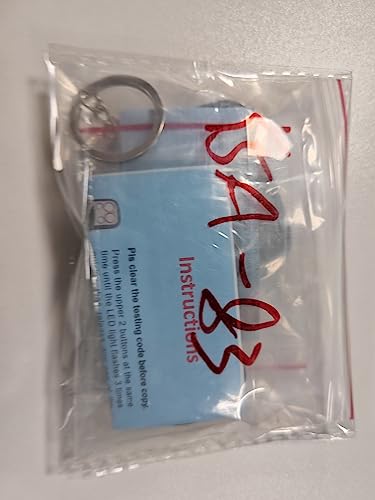 BA-83
Instructions
Pls clear the testing code before copy.
Press the upper 2 buttons at the same
time until the LED light flashes 3 times